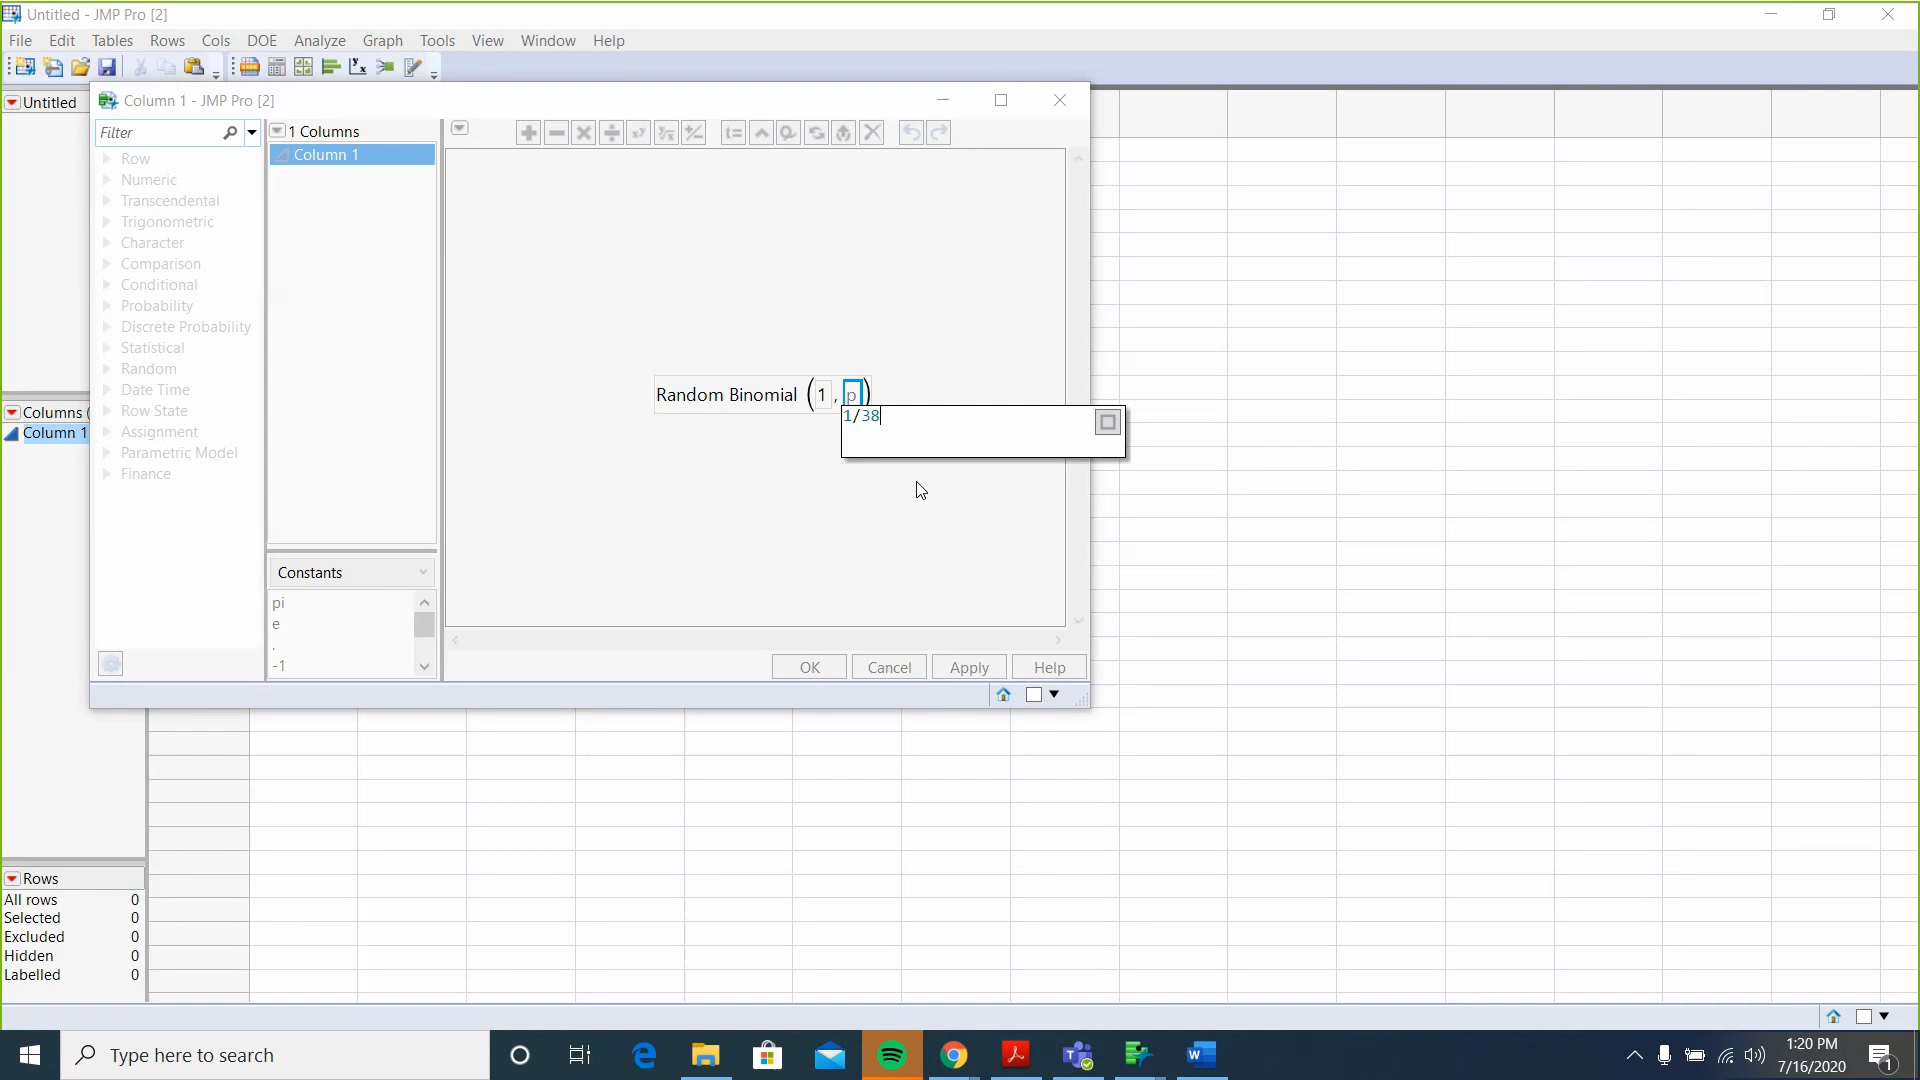 Untitled - JMP Pro [2]
File Edit Tables Rows Cols DOE Analyze Graph Tools View Window Help
Untitled
Column 1 - JMP Pro [2]
Filter
Row
Numeric
Transcendental
Trigonometric
Character
Comparison
Conditional
Probability
Discrete Probability
Statistical
Random
Date Time
Row State
Assignment
Parametric Model
Finance
1 Columns
Column 1
Constants
pi
e
.
-1
Random Binomial (1, p)
1/38
OK Cancel Apply Help
Columns (
Column 1
Rows
All rows 0
Selected 0
Excluded 0
Hidden 0
Labelled 0
Type here to search
1:20 PM
7/16/2020
1